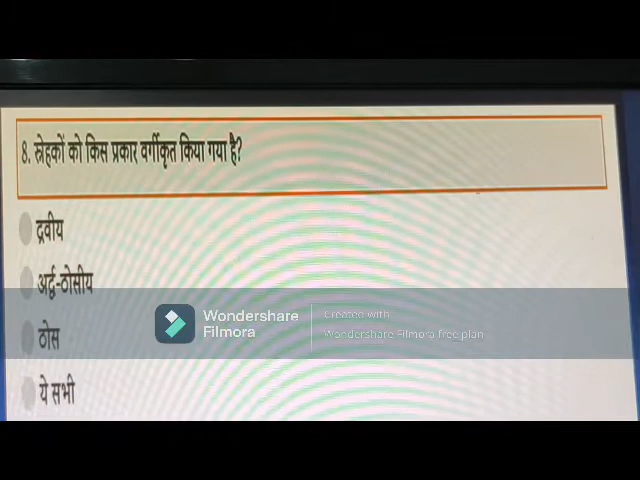 8. स्नेहकों को किस प्रकार वर्गीकृत किया गया है?
द्रवीय
अर्द्ध-ठोसीय
ठोस
ये सभी
Wondershare
Filmora
Created with
Wondershare Filmora free plan